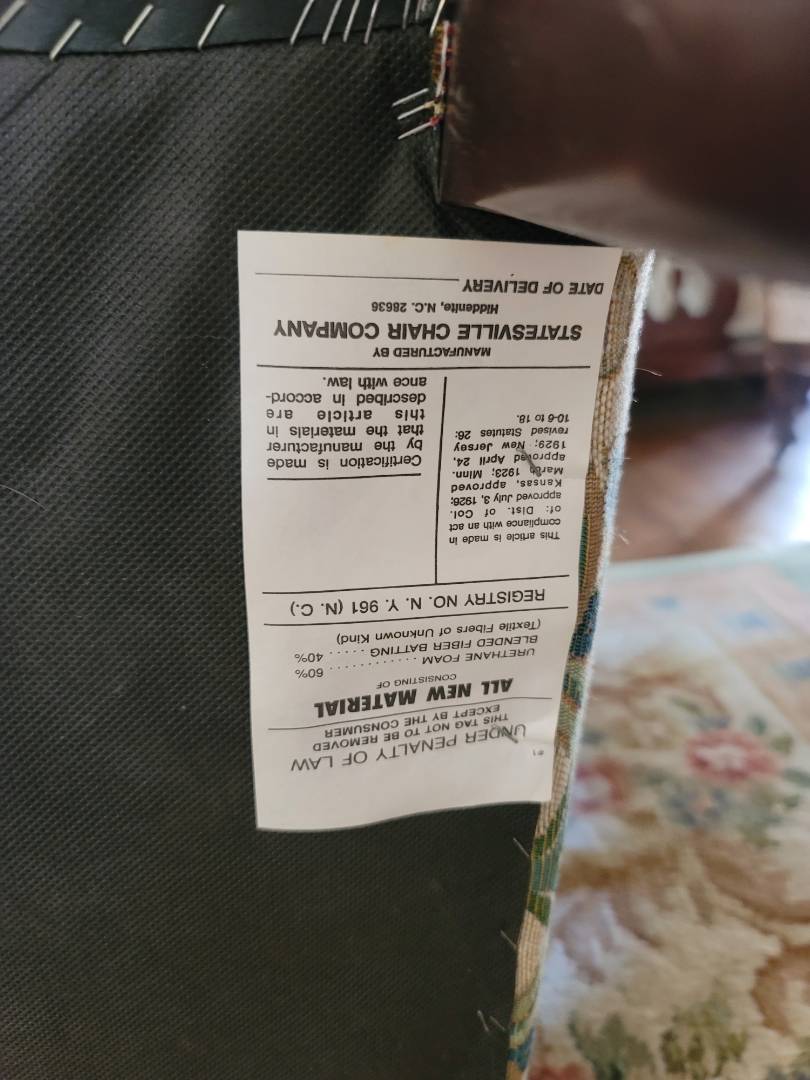 #1
UNDER PENALTY OF LAW
THIS TAG NOT TO BE REMOVED
EXCEPT BY THE CONSUMER
ALL NEW MATERIAL
CONSISTING OF
URETHANE FOAM . . . . . . . . . . . . . 60%
BLENDED FIBER BATTING . . . . . 40%
(Textile Fibers of Unknown Kind)
REGISTRY NO. N. Y. 961 (N. C.)
This article is made in
compliance with an act
of: Dist. of Col.
approved July 3, 1926;
Kansas, approved
March 1923; Minn.
approved April 24,
1929; New Jersey
revised Statutes 26:
10-6 to 18.
Certification is made
by the manufacturer
that the materials in
this article are
described in accord-
ance with law.
MANUFACTURED BY
STATESVILLE CHAIR COMPANY
Hiddenite, N.C. 28636
DATE OF DELIVERY